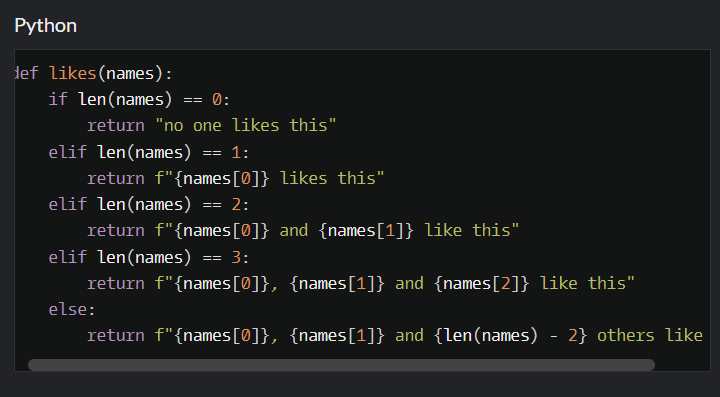 Python
def likes(names):
    if len(names) == 0:
        return "no one likes this"
    elif len(names) == 1:
        return f"{names[0]} likes this"
    elif len(names) == 2:
        return f"{names[0]} and {names[1]} like this"
    elif len(names) == 3:
        return f"{names[0]}, {names[1]} and {names[2]} like this"
    else:
        return f"{names[0]}, {names[1]} and {len(names) - 2} others like